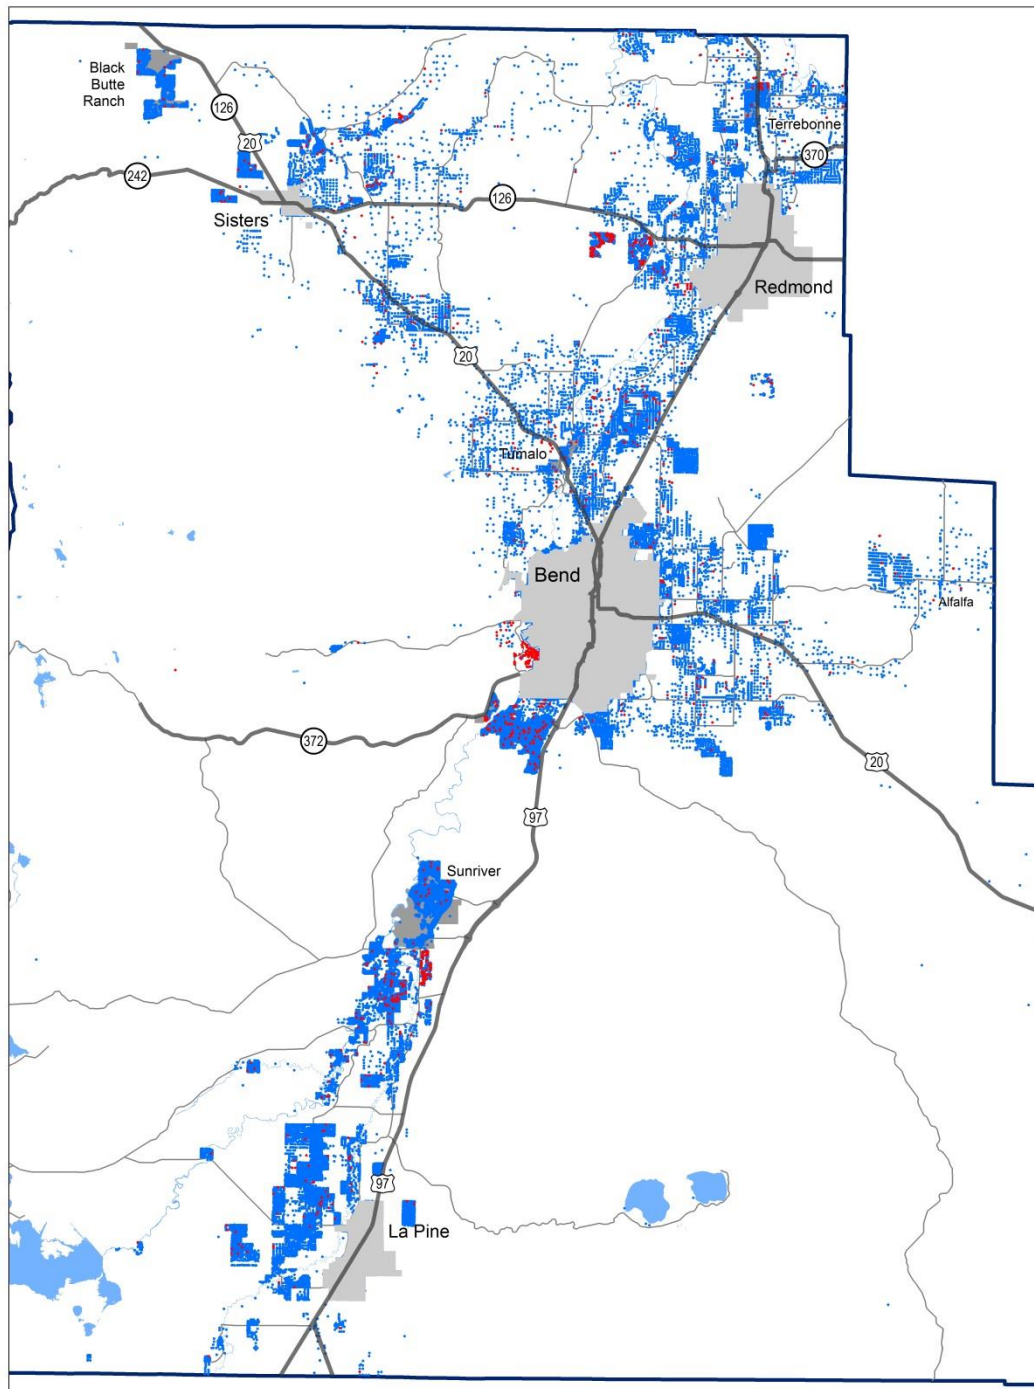 Black
Butte
Ranch
126
20
Terrebonne
370
242
Sisters
126
Redmond
20
Tumalo
Bend
Alfalfa
372
20
97
Sunriver
97
La Pine